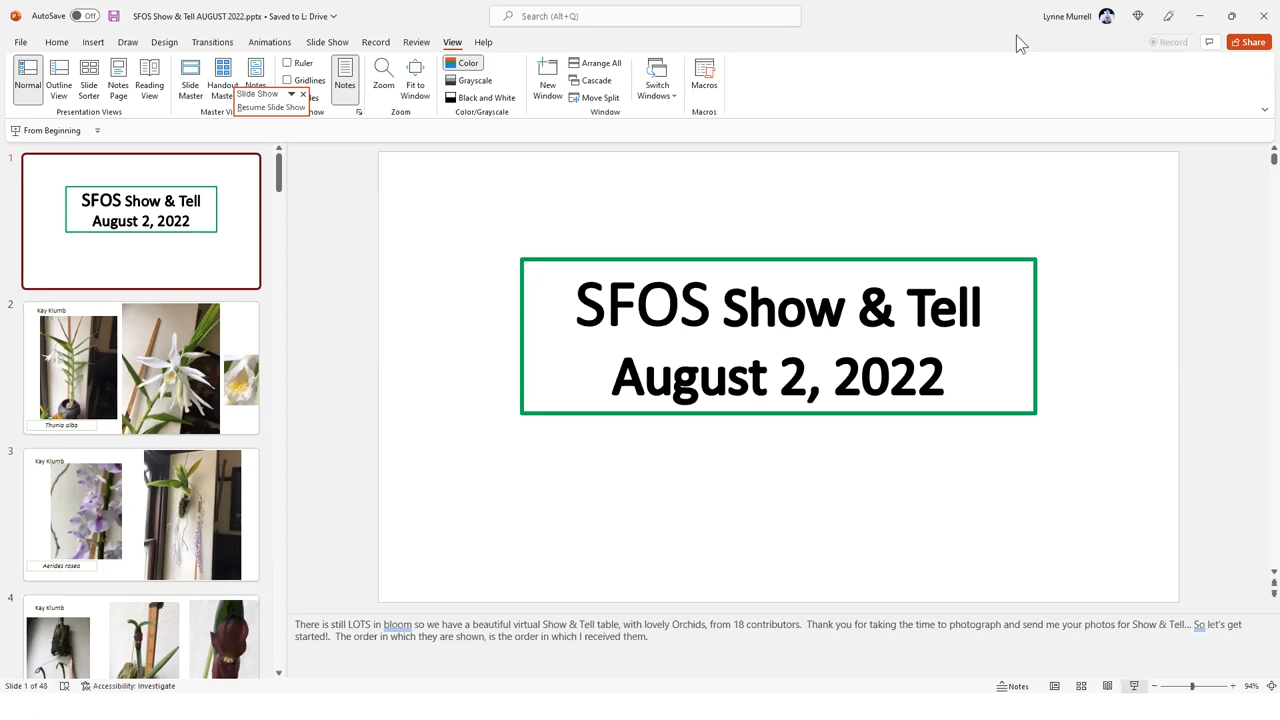 AutoSave Off SFOS Show & Tell AUGUST 2022.pptx • Saved to L: Drive Search (Alt+Q) Lynne Murrell
File Home Insert Draw Design Transitions Animations Slide Show Record Review View Help Record Share
Normal Outline View Slide Sorter Notes Page Reading View
Slide Master Handout Master Notes
Ruler
Gridlines
Notes
Zoom Fit to Window
Color
Grayscale
Black and White
New Window
Arrange All
Cascade
Move Split
Switch Windows
Macros
Slide Show
Resume Slide Show
Presentation Views Zoom Color/Grayscale Window Macros
From Beginning
1
SFOS Show & Tell
August 2, 2022
2
Kay Klumb
Thunia alba
3
Kay Klumb
Aerides rosea
4
Kay Klumb
SFOS Show & Tell
August 2, 2022
There is still LOTS in bloom so we have a beautiful virtual Show & Tell table, with lovely Orchids, from 18 contributors. Thank you for taking the time to photograph and send me your photos for Show & Tell... So let's get
started!. The order in which they are shown, is the order in which I received them.
Slide 1 of 48 Accessibility: Investigate Notes 94%